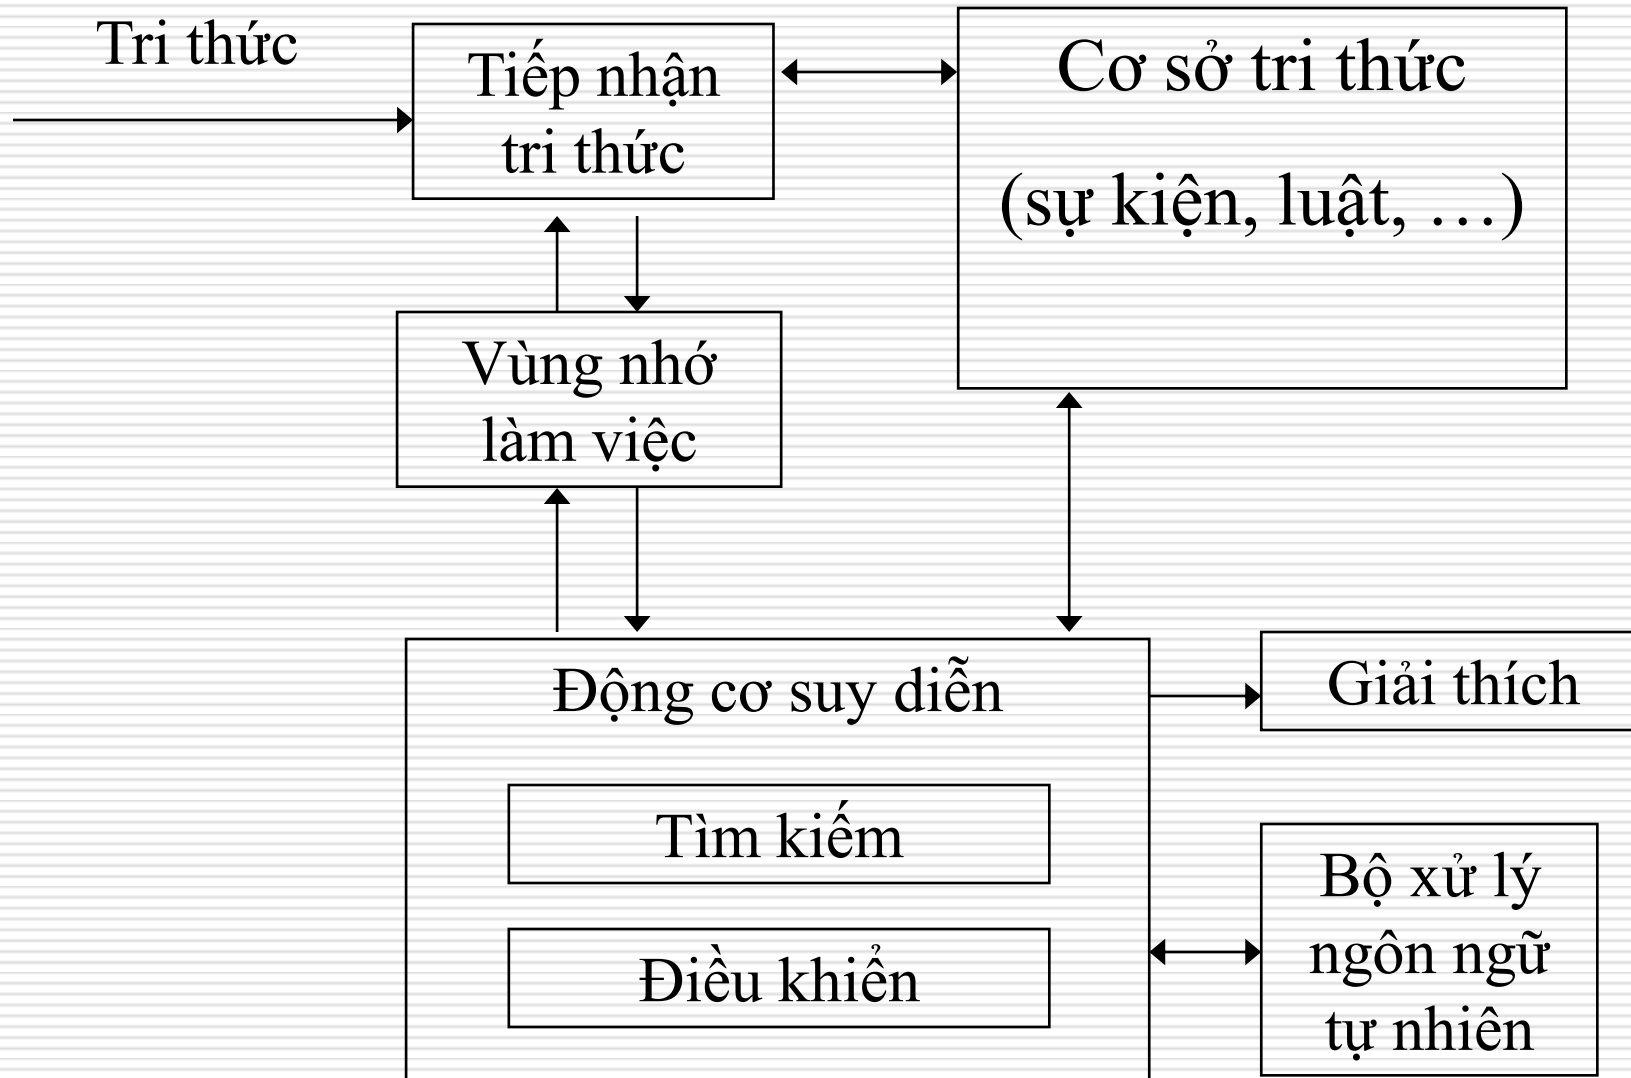 Tri thức
Tiếp nhận
tri thức
Cơ sở tri thức
(sự kiện, luật, …)
Vùng nhớ
làm việc
Động cơ suy diễn
Giải thích
Tìm kiếm
Điều khiển
Bộ xử lý
ngôn ngữ
tự nhiên